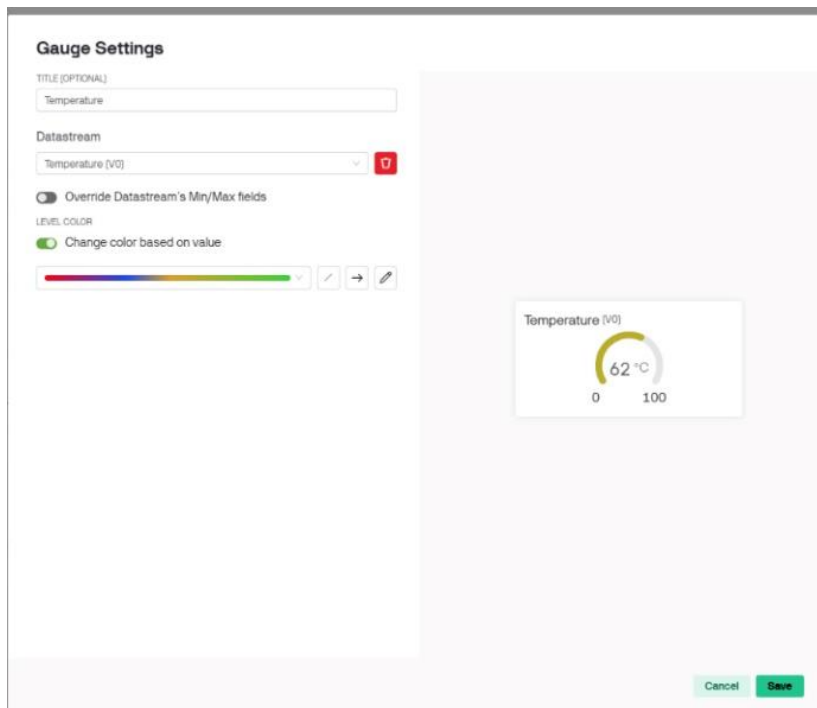 Gauge Settings
TITLE (OPTIONAL)
Temperature
Datastream
Temperature (V0)
Override Datastream's Min/Max fields
LEVEL COLOR
Change color based on value
Temperature (V0)
62 °C
0 100
Cancel Save